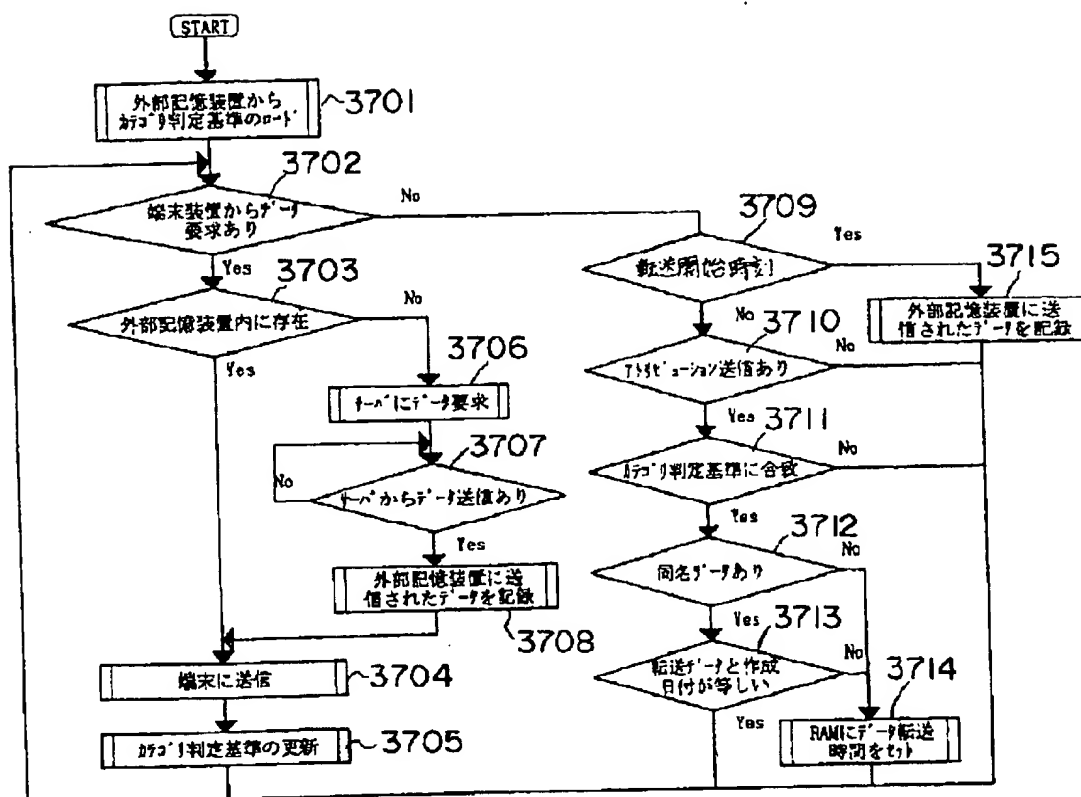 START
外部記憶装置から
カテゴリ判定基準のロード
3701
3702
端末装置からデータ
要求あり
No
Yes
3703
外部記憶装置内に存在
No
Yes
3706
サーバにデータ要求
3707
サーバからデータ送信あり
No
Yes
外部記憶装置に送
信されたデータを記録
3708
端末に送信
3704
カテゴリ判定基準の更新
3705
3709
転送開始時刻
Yes
No
3715
外部記憶装置に送
信されたデータを記録
3710
アトリビューション送信あり
No
Yes
3711
カテゴリ判定基準に合致
No
Yes
3712
同名データあり
No
Yes
3713
転送データと作成
日付が等しい
No
Yes
3714
RAMにデータ転送
時間をセット